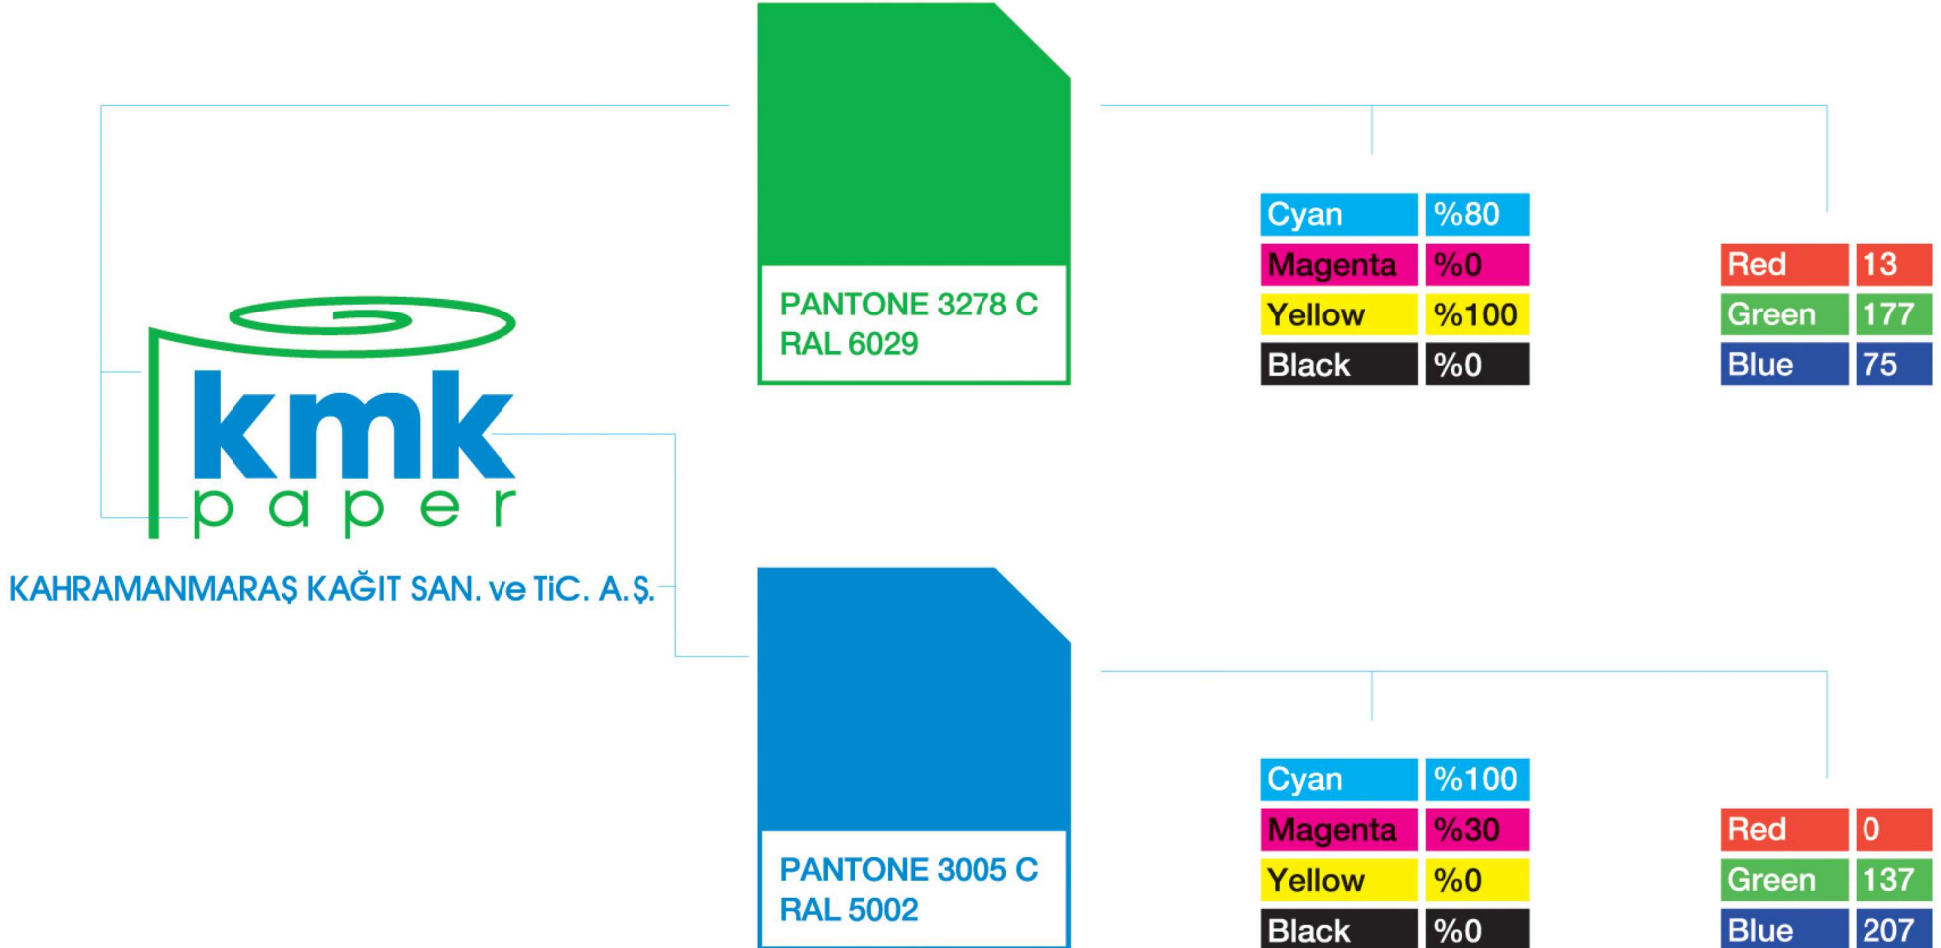 kmk
paper
KAHRAMANMARAŞ KAĞIT SAN. ve TİC. A.Ş.
PANTONE 3278 C
RAL 6029
Cyan %80
Magenta %0
Yellow %100
Black %0
Red 13
Green 177
Blue 75
PANTONE 3005 C
RAL 5002
Cyan %100
Magenta %30
Yellow %0
Black %0
Red 0
Green 137
Blue 207